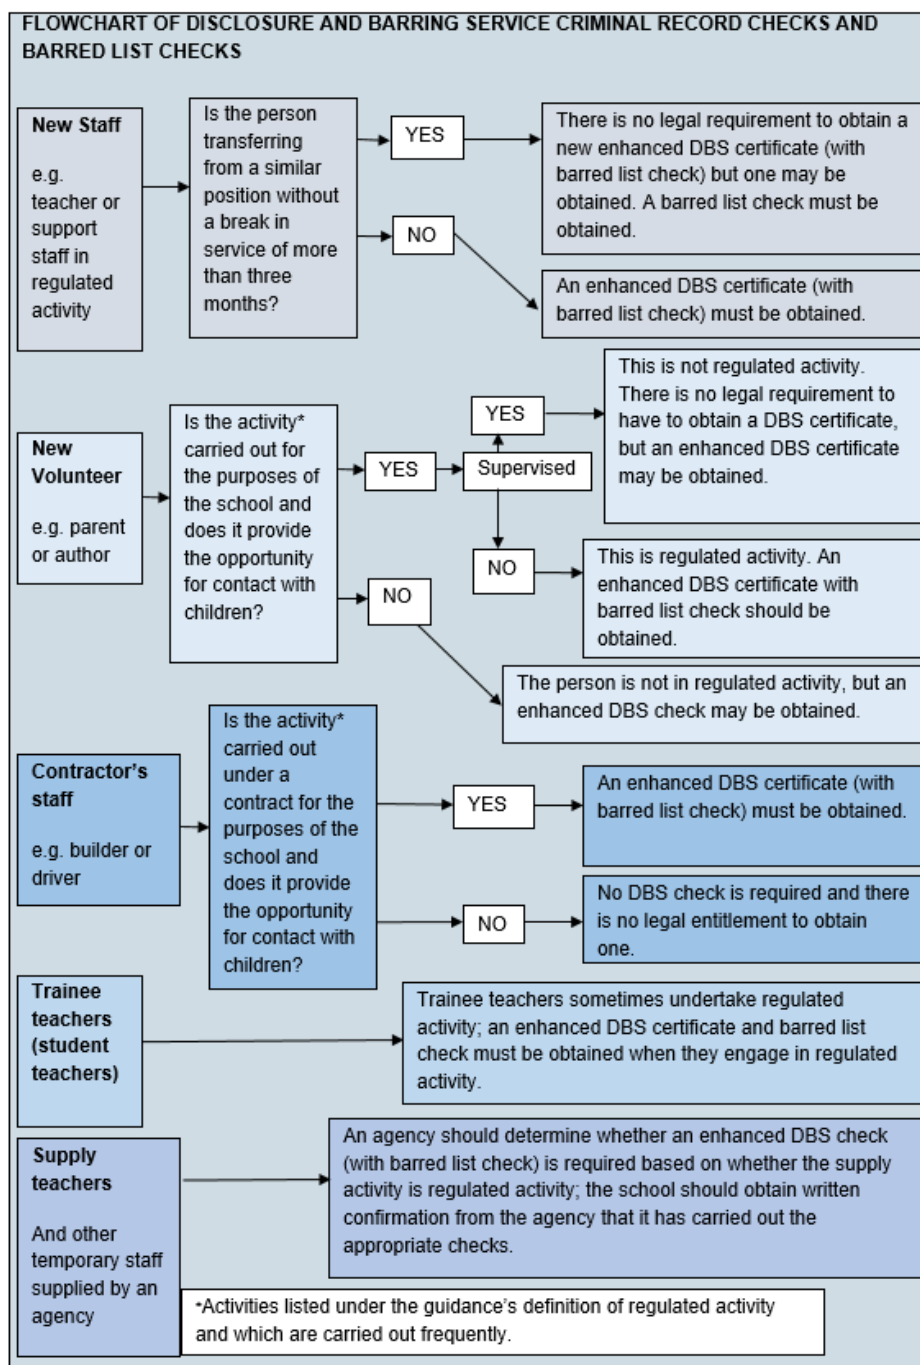 FLOWCHART OF DISCLOSURE AND BARRING SERVICE CRIMINAL RECORD CHECKS AND
BARRED LIST CHECKS
New Staff
e.g.
teacher or
support
staff in
regulated
activity
Is the person
transferring
from a similar
position without
a break in
service of more
than three
months?
YES
There is no legal requirement to obtain a
new enhanced DBS certificate (with
barred list check) but one may be
obtained. A barred list check must be
obtained.
NO
An enhanced DBS certificate (with
barred list check) must be obtained.
New
Volunteer
e.g. parent
or author
Is the activity*
carried out for
the purposes of
the school and
does it provide
the opportunity
for contact with
children?
YES
Supervised
YES
This is not regulated activity.
There is no legal requirement to
have to obtain a DBS certificate,
but an enhanced DBS certificate
may be obtained.
NO
This is regulated activity. An
enhanced DBS certificate with
barred list check should be
obtained.
NO
The person is not in regulated activity, but an
enhanced DBS check may be obtained.
Contractor's
staff
e.g. builder or
driver
Is the activity*
carried out
under a
contract for the
purposes of the
school and
does it provide
the opportunity
for contact with
children?
YES
An enhanced DBS certificate (with
barred list check) must be obtained.
NO
No DBS check is required and there
is no legal entitlement to obtain
one.
Trainee
teachers
(student
teachers)
Trainee teachers sometimes undertake regulated
activity; an enhanced DBS certificate and barred list
check must be obtained when they engage in regulated
activity.
Supply
teachers
And other
temporary staff
supplied by an
agency
An agency should determine whether an enhanced DBS check
(with barred list check) is required based on whether the supply
activity is regulated activity; the school should obtain written
confirmation from the agency that it has carried out the
appropriate checks.
*Activities listed under the guidance's definition of regulated activity
and which are carried out frequently.